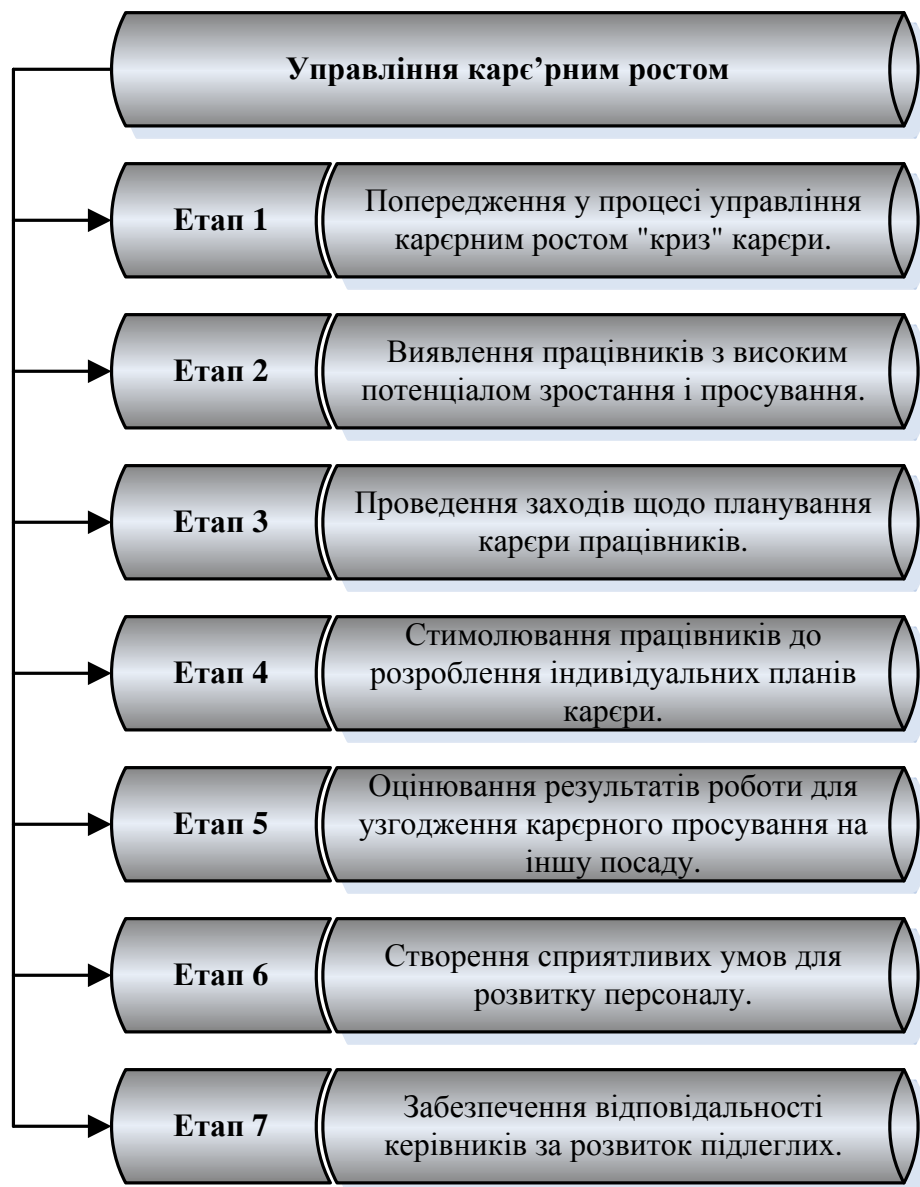 Управління карє’рним ростом
Етап 1
Попередження у процесі управління
карєрним ростом "криз" карєри.
Етап 2
Виявлення працівників з високим
потенціалом зростання і просування.
Етап 3
Проведення заходів щодо планування
карєри працівників.
Етап 4
Стимолювання працівників до
розроблення індивідуальних планів
карєри.
Етап 5
Оцінювання результатів роботи для
узгодження карєрного просування на
іншу посаду.
Етап 6
Створення сприятливих умов для
розвитку персоналу.
Етап 7
Забезпечення відповідальності
керівників за розвиток підлеглих.